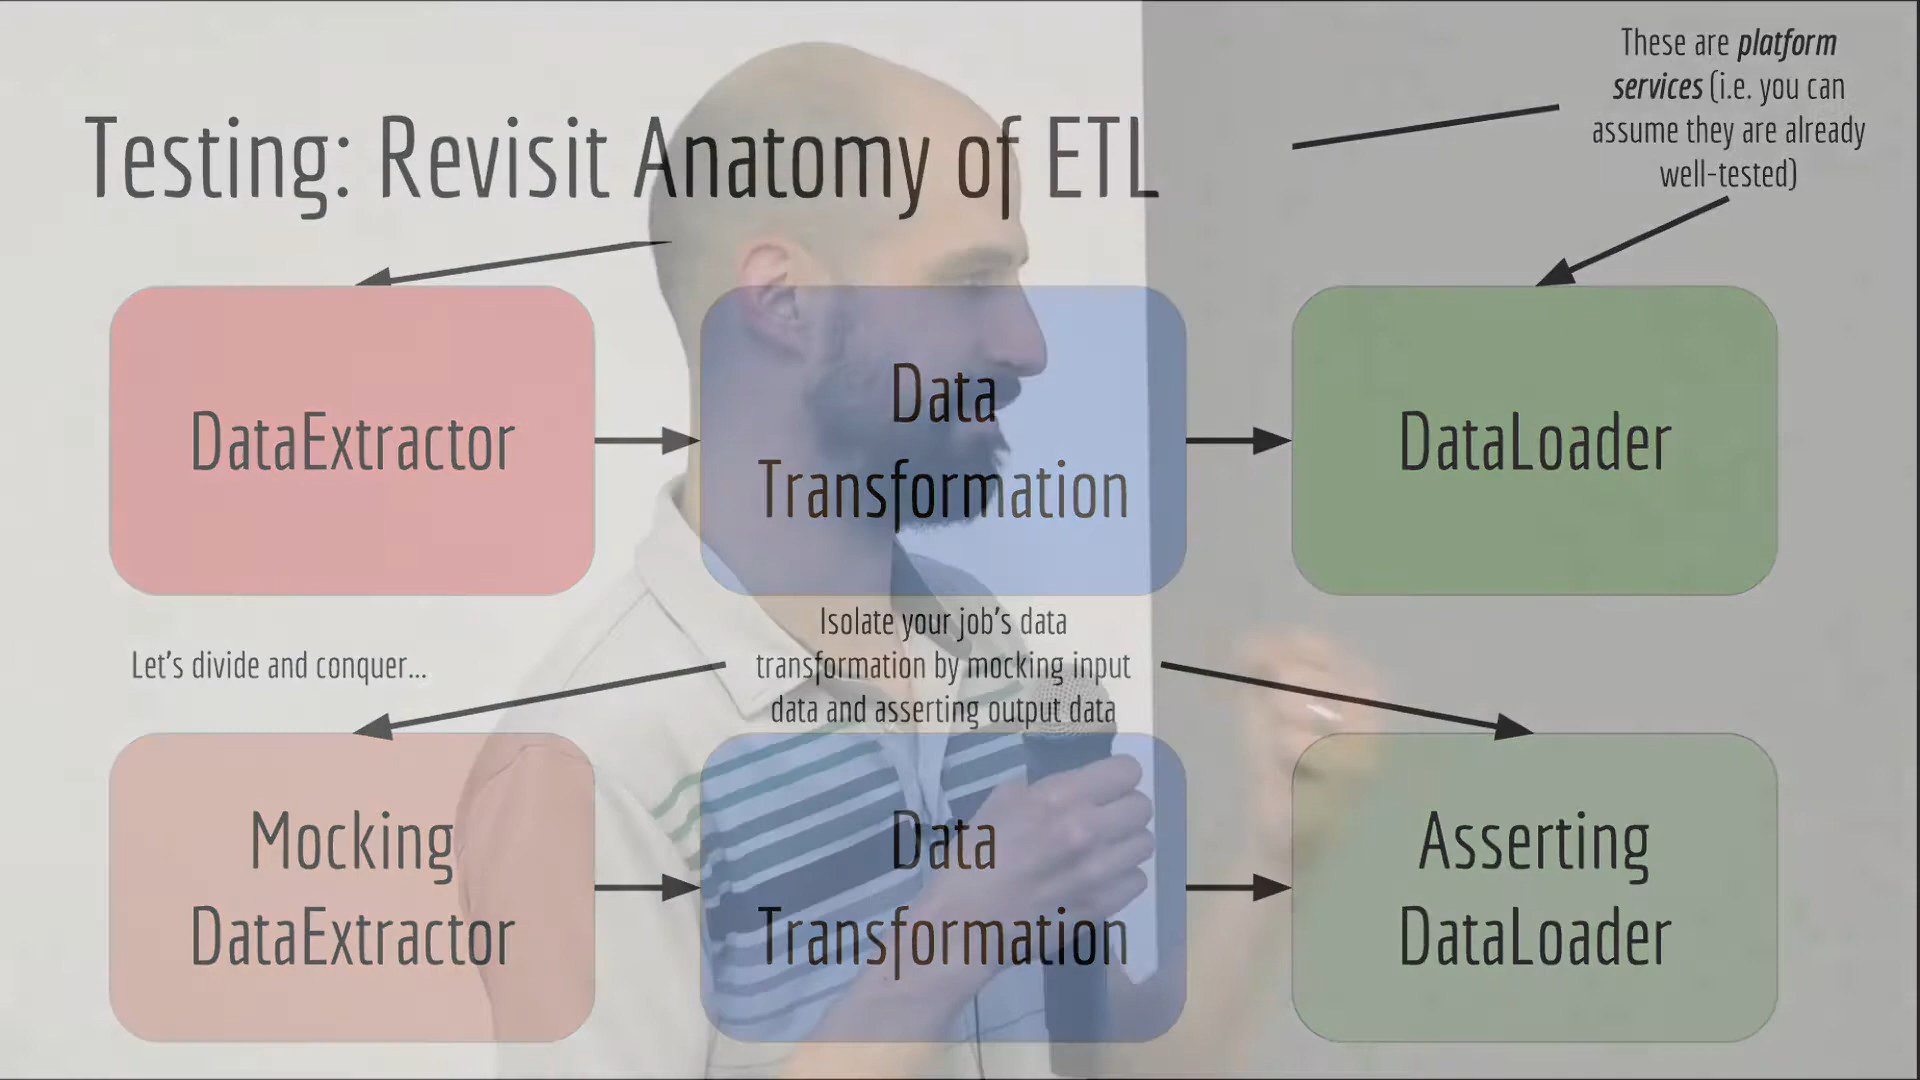 These are platform
services (i.e. you can
assume they are already
well-tested)
Testing: Revisit Anatomy of ETL
DataExtractor
Data
Transformation
DataLoader
Let's divide and conquer...
Isolate your job's data
transformation by mocking input
data and asserting output data
Mocking
DataExtractor
Data
Transformation
Asserting
DataLoader